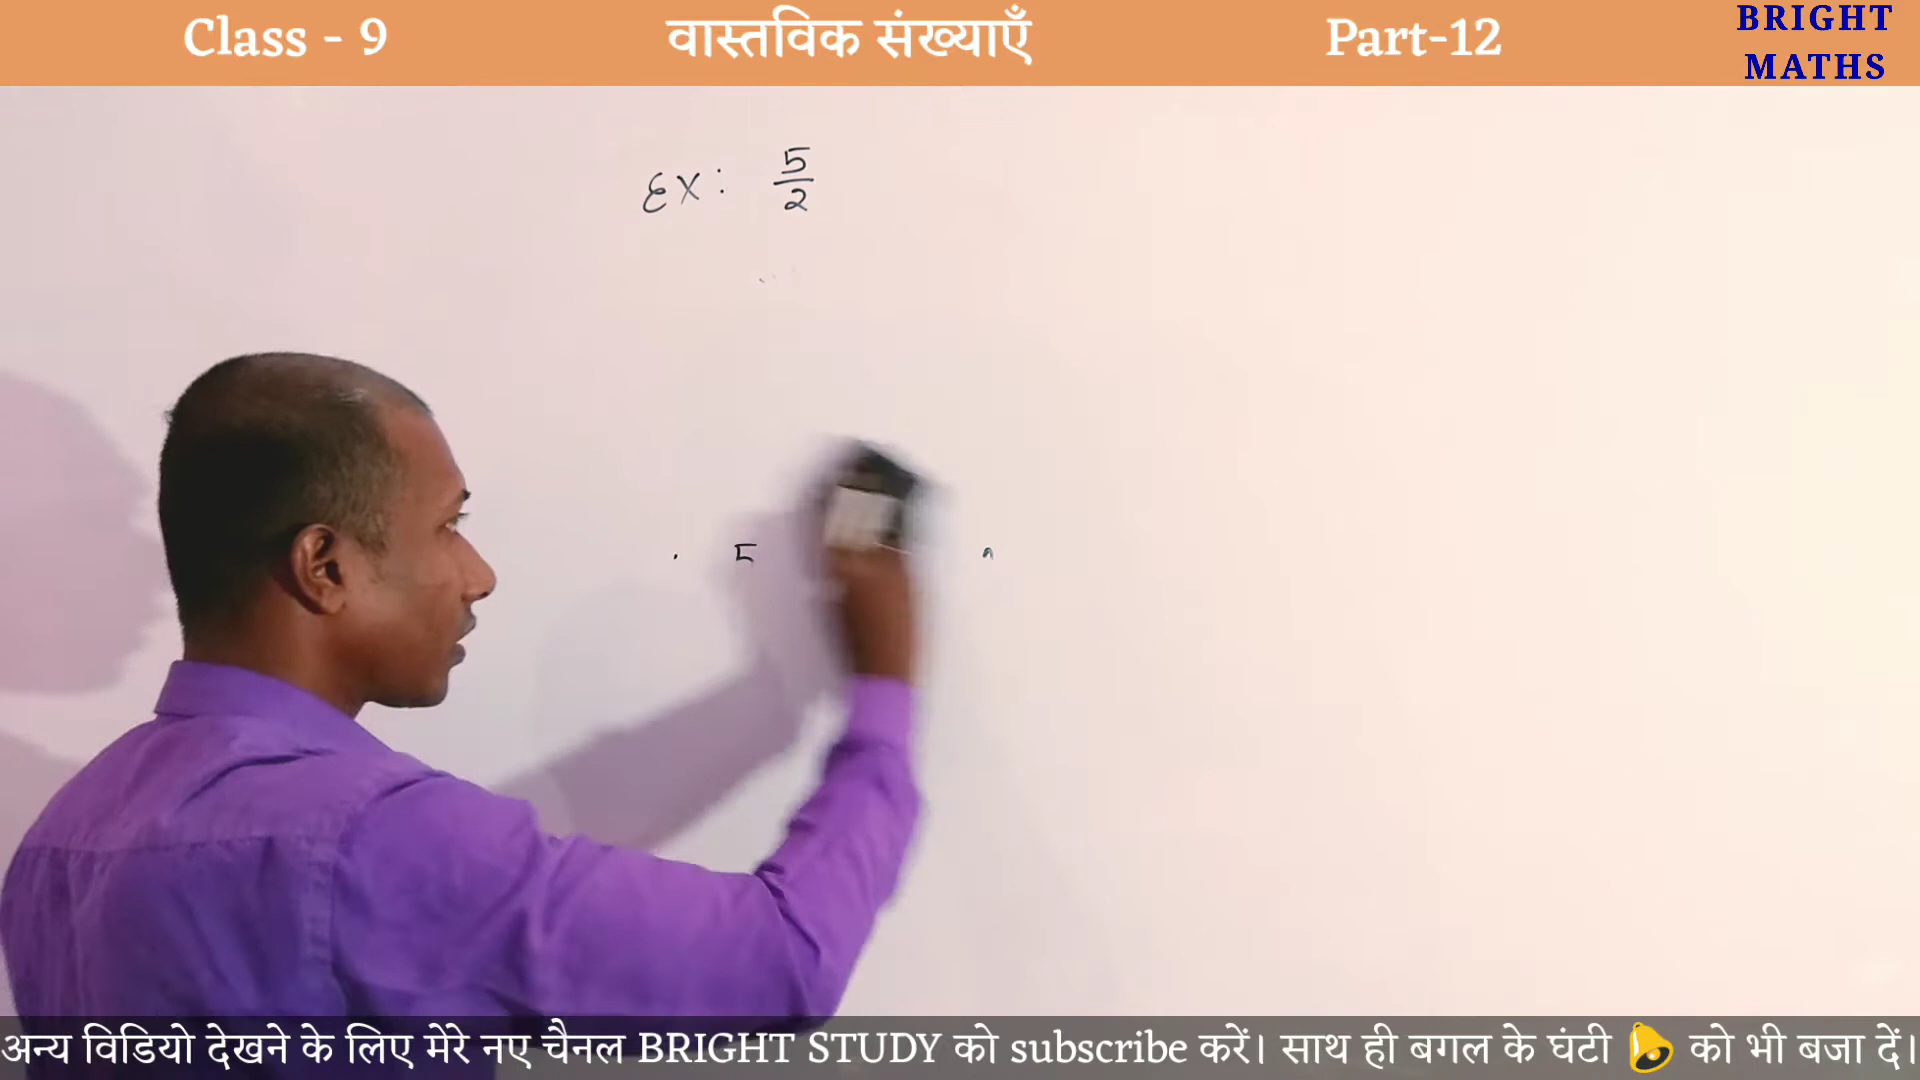 Class - 9 वास्तविक संख्याएँ Part-12 BRIGHT
MATHS
Ex: 5/2
अन्य विडियो देखने के लिए मेरे नए चैनल BRIGHT STUDY को subscribe करें। साथ ही बगल के घंटी 🔔 को भी बजा दें।